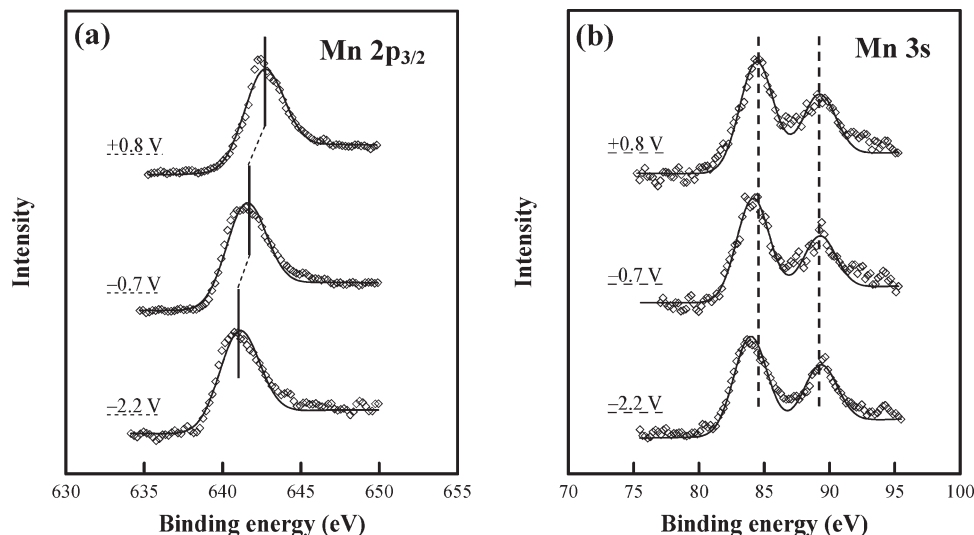 (a)
Mn 2p3/2
+0.8 V
−0.7 V
−2.2 V
Intensity
630 635 640 645 650 655
Binding energy (eV)
(b)
Mn 3s
+0.8 V
−0.7 V
−2.2 V
Intensity
70 75 80 85 90 95 100
Binding energy (eV)